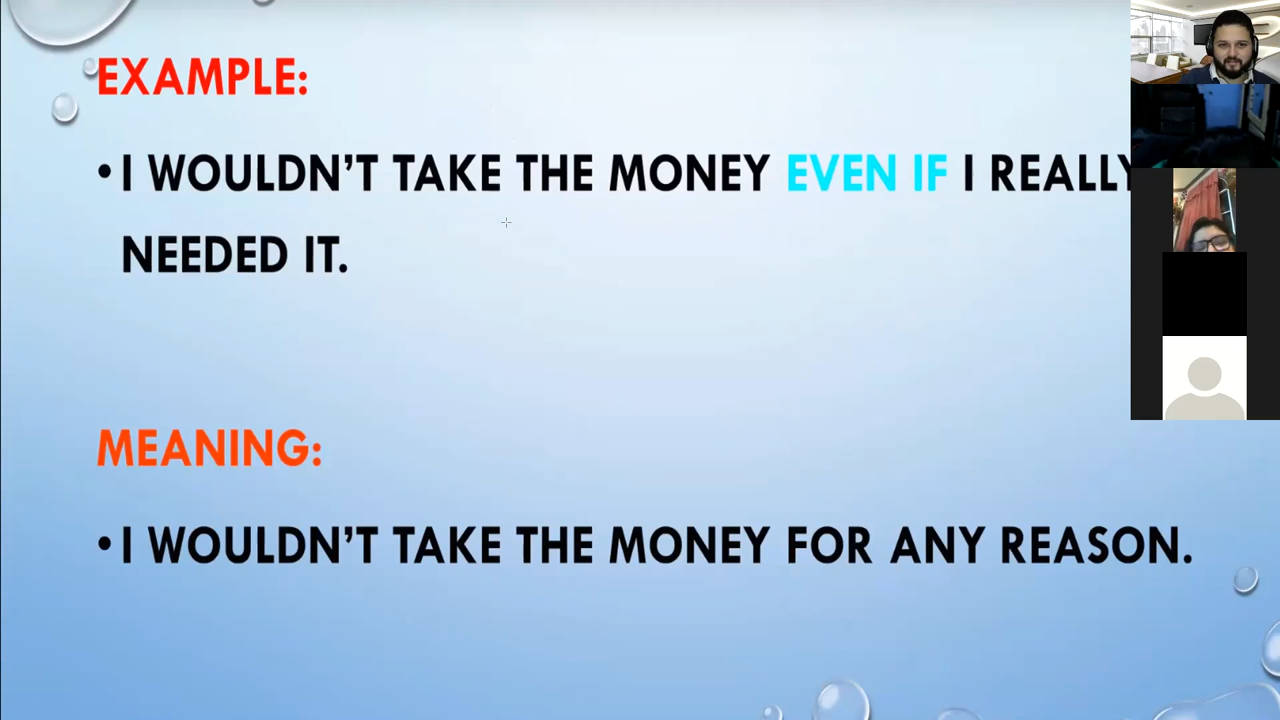 EXAMPLE:
• I WOULDN'T TAKE THE MONEY EVEN IF I REALLY
NEEDED IT.
MEANING:
• I WOULDN'T TAKE THE MONEY FOR ANY REASON.